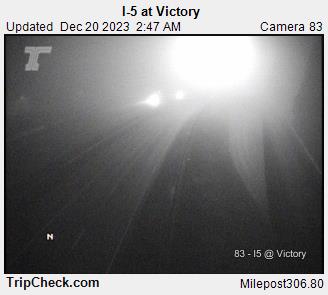 I-5 at Victory
Updated Dec 20 2023 2:47 AM Camera 83
T
N
83 - I5 @ Victory
TripCheck.com Milepost306.80